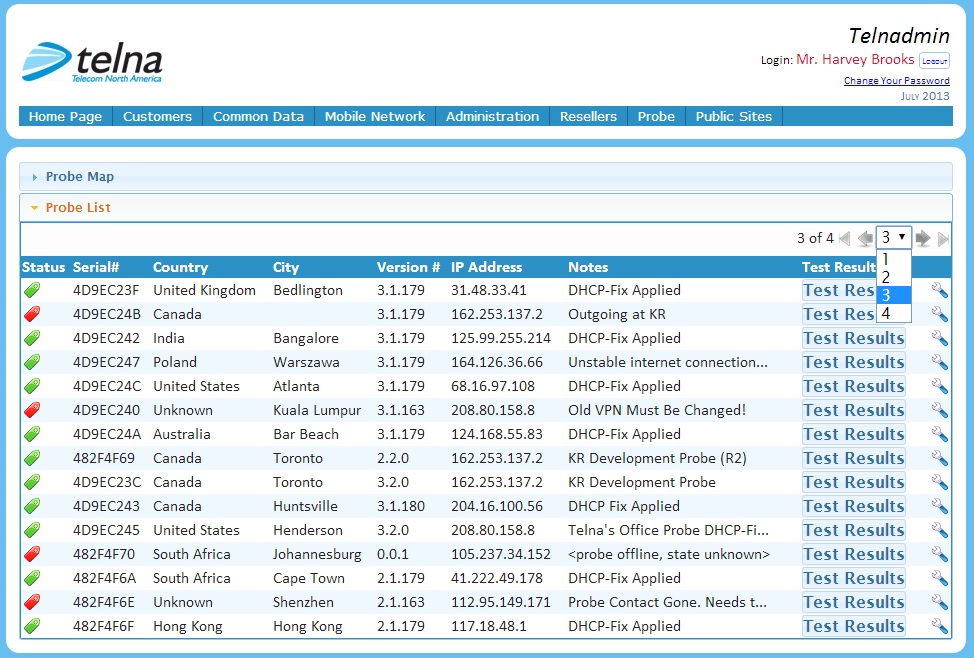 Telnadmin
telna
Telecom North America
Login: Mr. Harvey Brooks Logout
Change Your Password
July 2013
Home Page Customers Common Data Mobile Network Administration Resellers Probe Public Sites
Probe Map
Probe List
3 of 4 3
1
2
3
4
Status Serial# Country City Version # IP Address Notes Test Result
4D9EC23F United Kingdom Bedlington 3.1.179 31.48.33.41 DHCP-Fix Applied Test Res
4D9EC24B Canada 3.1.179 162.253.137.2 Outgoing at KR Test Res
4D9EC242 India Bangalore 3.1.179 125.99.255.214 DHCP-Fix Applied Test Results
4D9EC247 Poland Warszawa 3.1.179 164.126.36.66 Unstable internet connection... Test Results
4D9EC24C United States Atlanta 3.1.179 68.16.97.108 DHCP-Fix Applied Test Results
4D9EC240 Unknown Kuala Lumpur 3.1.163 208.80.158.8 Old VPN Must Be Changed! Test Results
4D9EC24A Australia Bar Beach 3.1.179 124.168.55.83 DHCP-Fix Applied Test Results
482F4F69 Canada Toronto 2.2.0 162.253.137.2 KR Development Probe (R2) Test Results
4D9EC23C Canada Toronto 3.2.0 162.253.137.2 KR Development Probe Test Results
4D9EC243 Canada Huntsville 3.1.180 204.16.100.56 DHCP Fix Applied Test Results
4D9EC245 United States Henderson 3.2.0 208.80.158.8 Telna's Office Probe DHCP-Fi... Test Results
482F4F70 South Africa Johannesburg 0.0.1 105.237.34.152 <probe offline, state unknown> Test Results
482F4F6A South Africa Cape Town 2.1.179 41.222.49.178 DHCP-Fix Applied Test Results
482F4F6E Unknown Shenzhen 2.1.163 112.95.149.171 Probe Contact Gone. Needs t... Test Results
482F4F6F Hong Kong Hong Kong 2.1.179 117.18.48.1 DHCP-Fix Applied Test Results